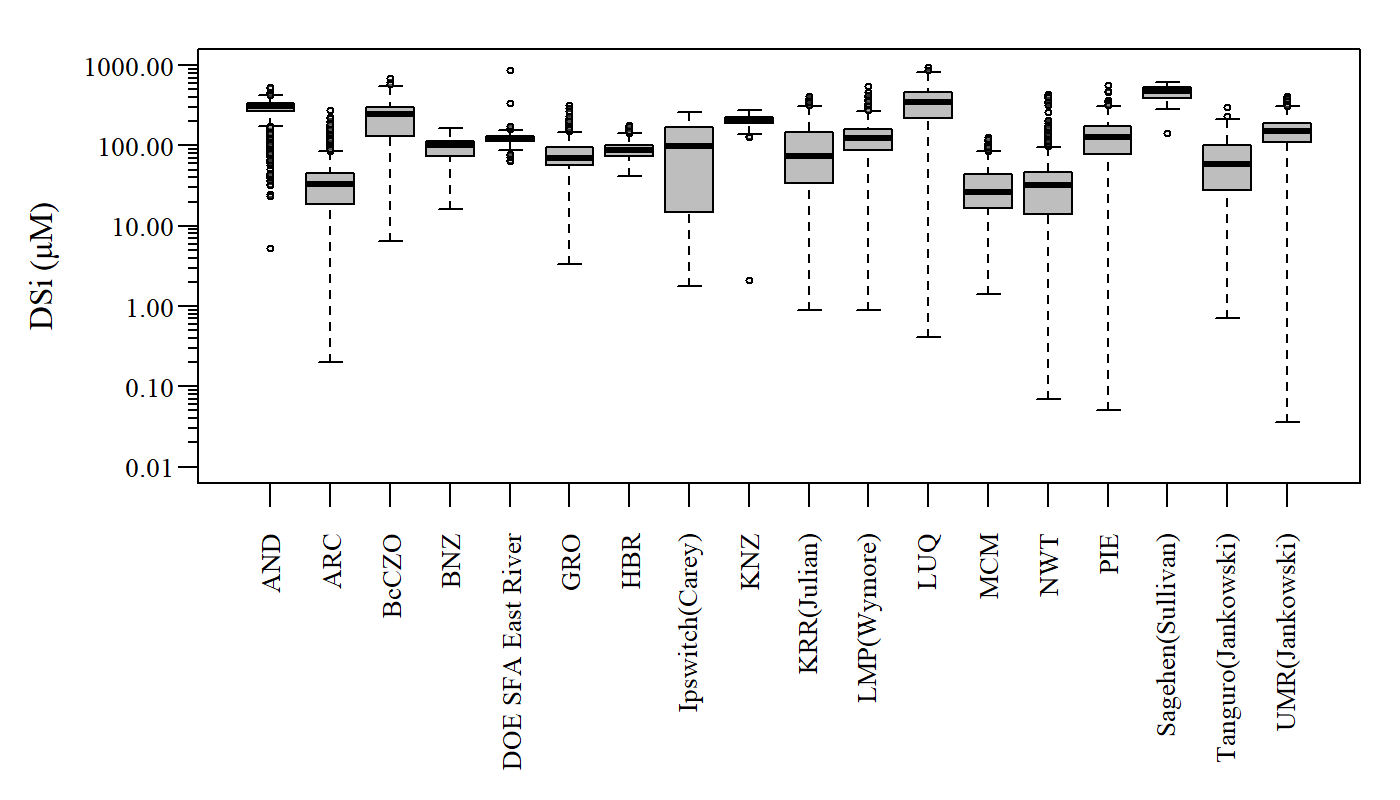 DSi (μM)
1000.00
100.00
10.00
1.00
0.10
0.01
AND
ARC
BcCZO
BNZ
DOE SFA East River
GRO
HBR
Ipswitch(Carey)
KNZ
KRR(Julian)
LMP(Wymore)
LUQ
MCM
NWT
PIE
Sagehen(Sullivan)
Tanguro(Jankowski)
UMR(Jankowski)